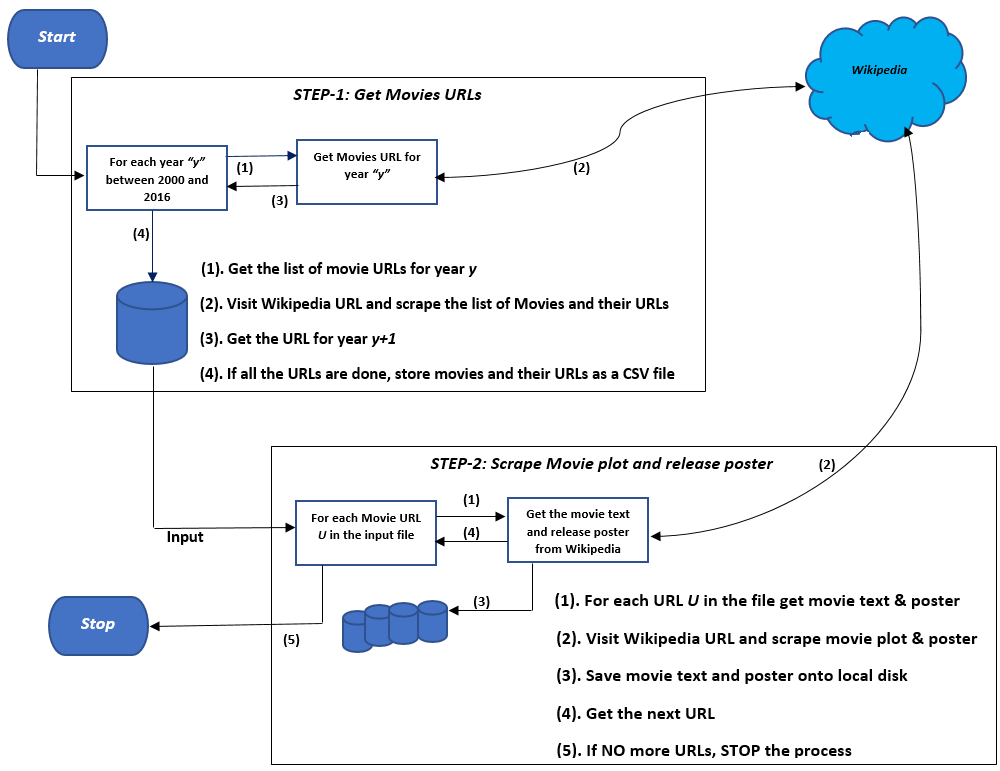 Start
Wikipedia
STEP-1: Get Movies URLs
For each year “y”
between 2000 and
2016
(1)
(3)
Get Movies URL for
year “y”
(2)
(4)
(1). Get the list of movie URLs for year y
(2). Visit Wikipedia URL and scrape the list of Movies and their URLs
(3). Get the URL for year y+1
(4). If all the URLs are done, store movies and their URLs as a CSV file
STEP-2: Scrape Movie plot and release poster
(2)
Input
For each Movie URL
U in the input file
(1)
(4)
Get the movie text
and release poster
from Wikipedia
(3)
Stop
(5)
(1). For each URL U in the file get movie text & poster
(2). Visit Wikipedia URL and scrape movie plot & poster
(3). Save movie text and poster onto local disk
(4). Get the next URL
(5). If NO more URLs, STOP the process